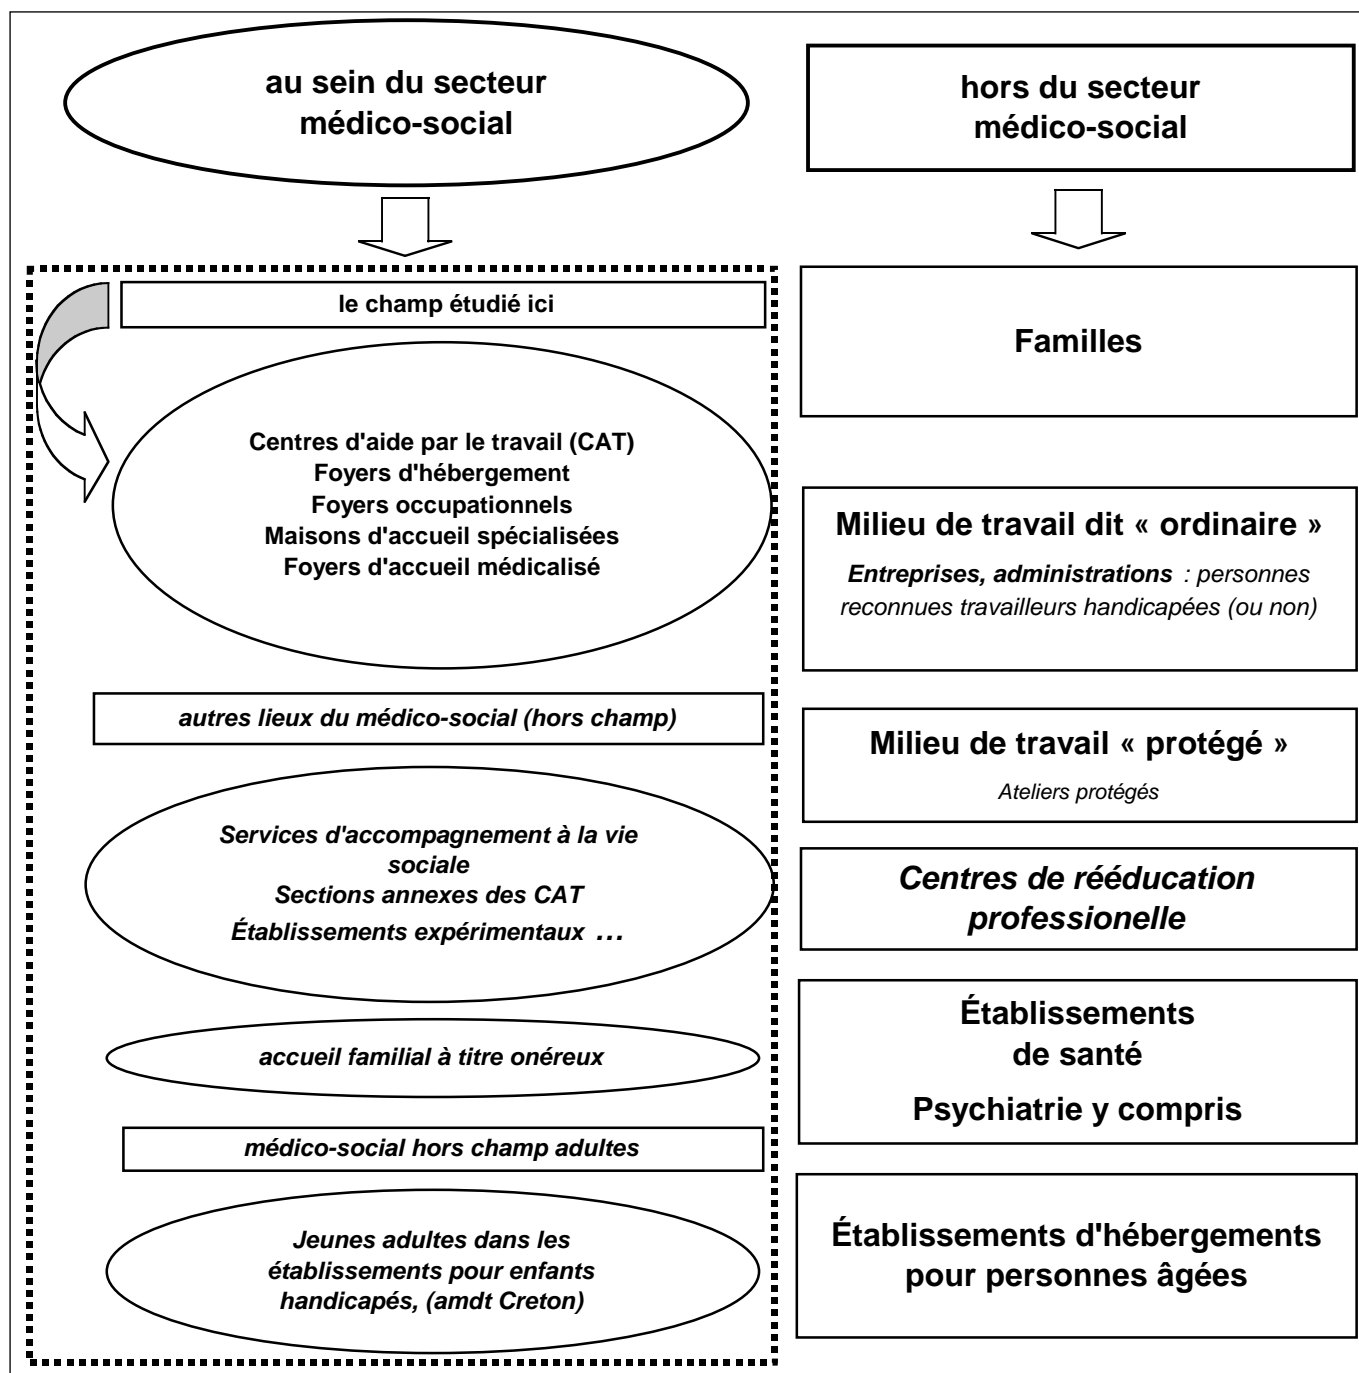 au sein du secteur
médico-social
hors du secteur
médico-social
le champ étudié ici
Centres d'aide par le travail (CAT)
Foyers d'hébergement
Foyers occupationnels
Maisons d'accueil spécialisées
Foyers d'accueil médicalisé
autres lieux du médico-social (hors champ)
Services d'accompagnement à la vie
sociale
Sections annexes des CAT
Établissements expérimentaux ...
accueil familial à titre onéreux
médico-social hors champ adultes
Jeunes adultes dans les
établissements pour enfants
handicapés, (amdt Creton)
Familles
Milieu de travail dit « ordinaire »
Entreprises, administrations : personnes
reconnues travailleurs handicapées (ou non)
Milieu de travail « protégé »
Ateliers protégés
Centres de rééducation
professionelle
Établissements
de santé
Psychiatrie y compris
Établissements d'hébergements
pour personnes âgées